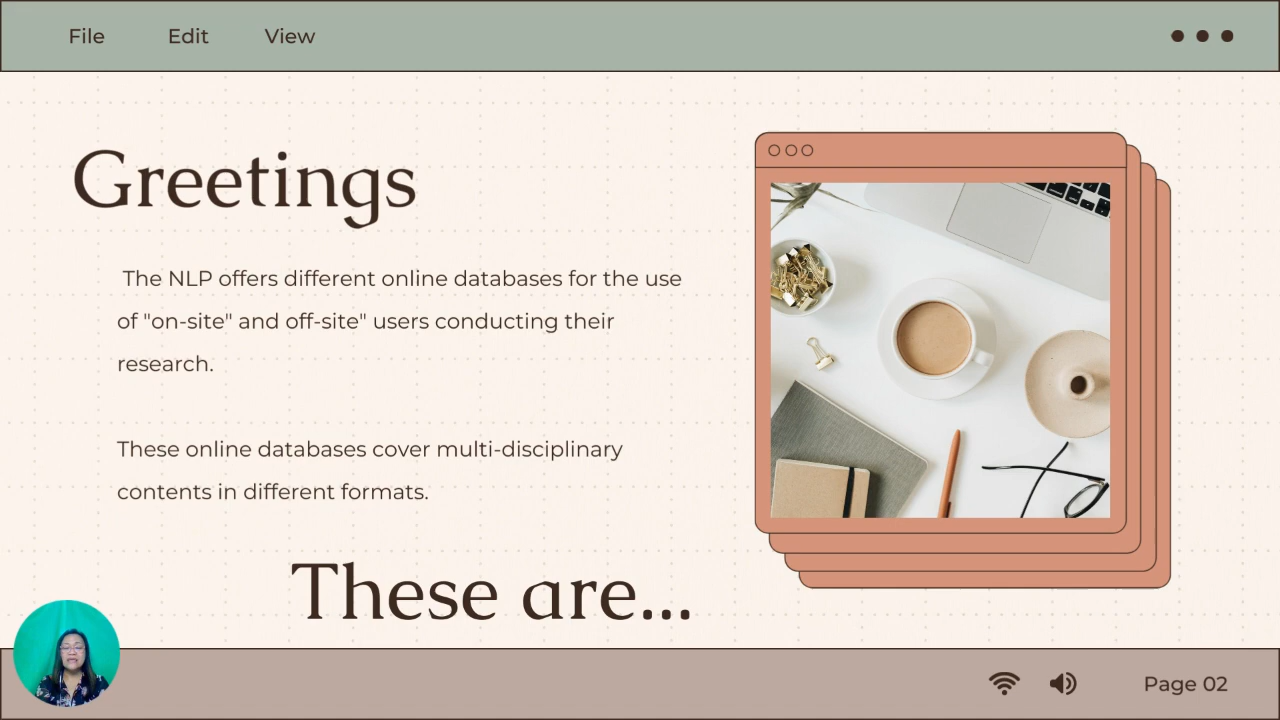 File Edit View
Greetings
The NLP offers different online databases for the use
of "on-site" and off-site" users conducting their
research.
These online databases cover multi-disciplinary
contents in different formats.
These are...
Page 02